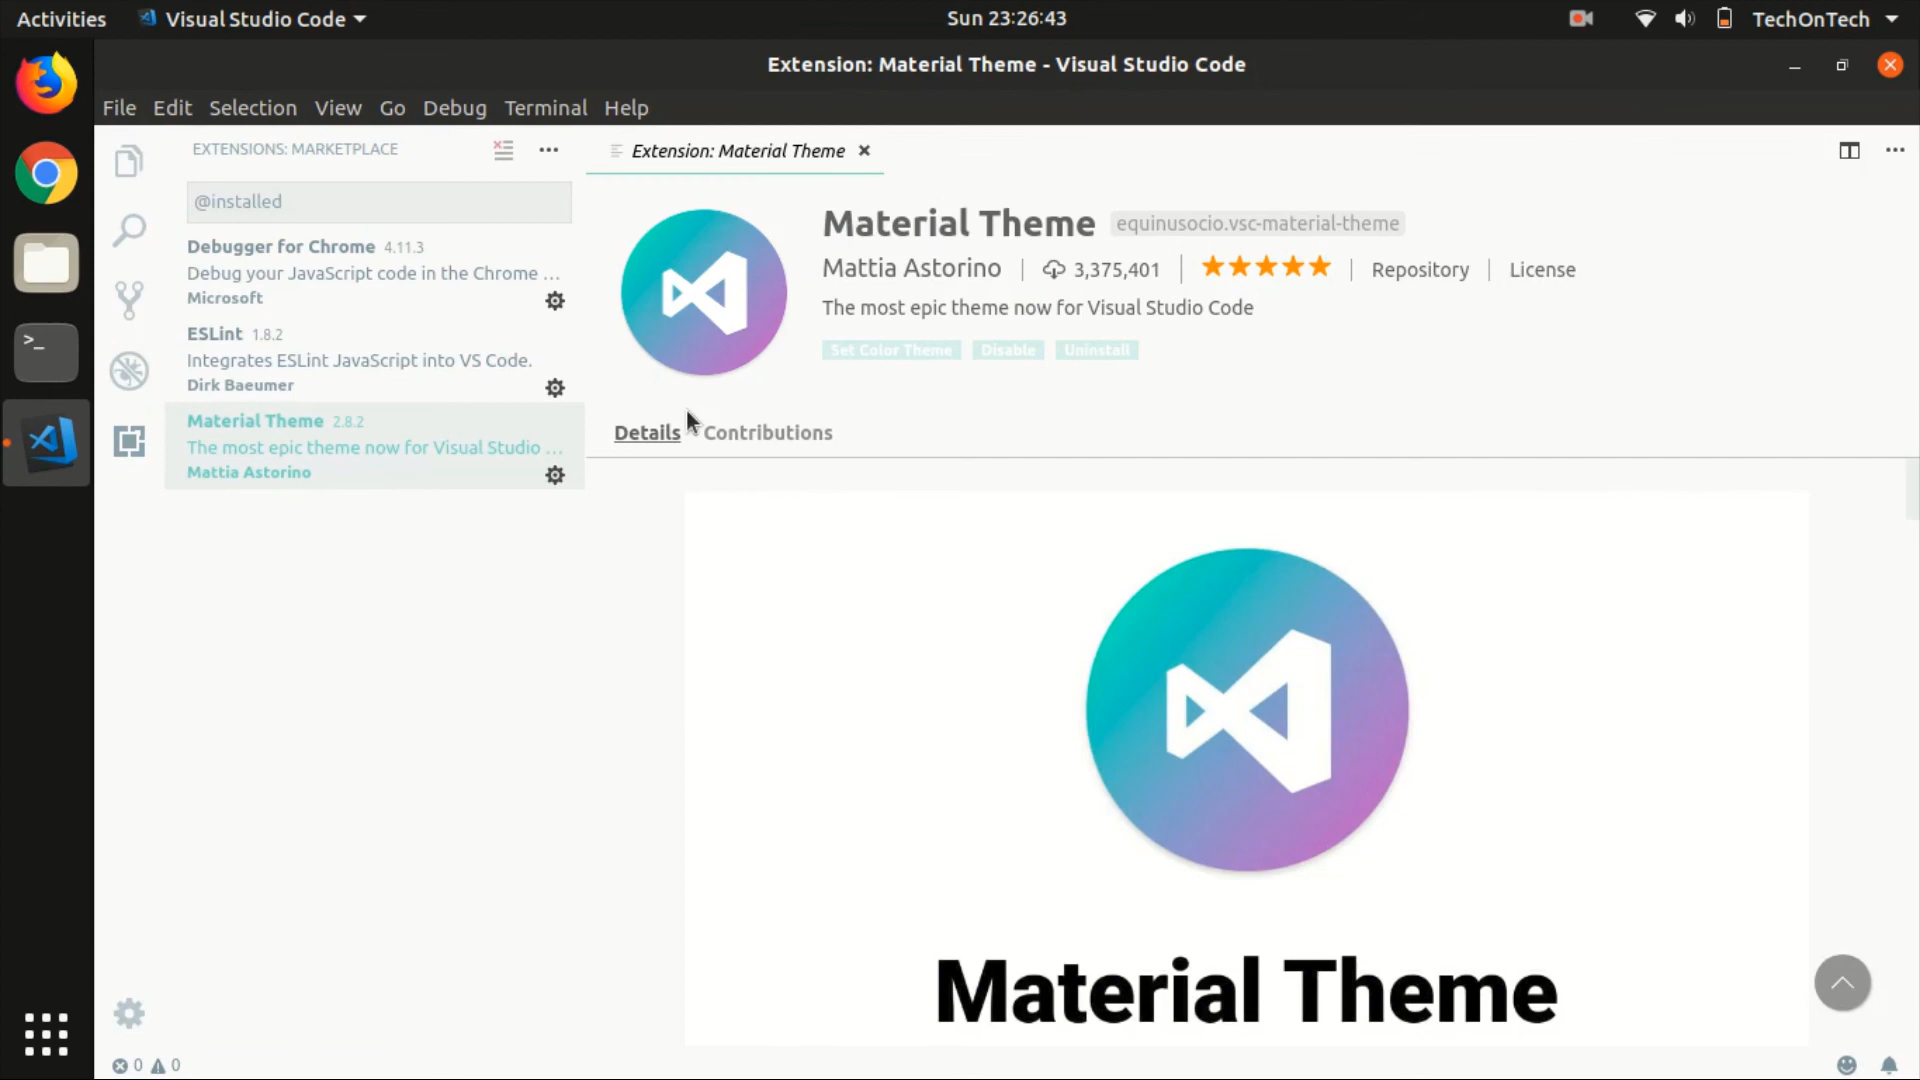 Activities
Visual Studio Code
Sun 23:26:43
TechOnTech
Extension: Material Theme - Visual Studio Code
File Edit Selection View Go Debug Terminal Help
EXTENSIONS: MARKETPLACE
@installed
Debugger for Chrome 4.11.3
Debug your JavaScript code in the Chrome ...
Microsoft
ESLint 1.8.2
Integrates ESLint JavaScript into VS Code.
Dirk Baeumer
Material Theme 2.8.2
The most epic theme now for Visual Studio ...
Mattia Astorino
Extension: Material Theme
Material Theme equinusocio.vsc-material-theme
Mattia Astorino | 3,375,401 | | Repository | License
The most epic theme now for Visual Studio Code
Set Color Theme Disable Uninstall
Details Contributions
Material Theme
0 0